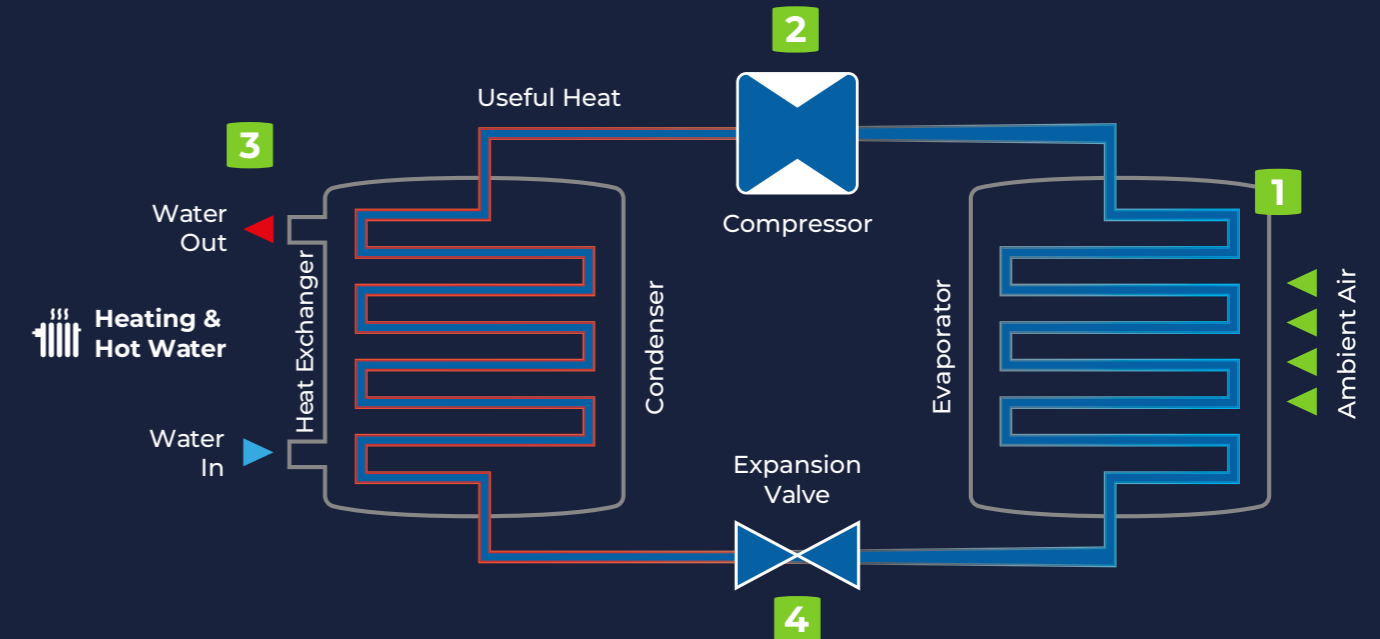 2
Useful Heat
3
1
Water
Out
Compressor
Heating &
Hot Water
Heat Exchanger
Condenser
Evaporator
Ambient Air
Water
In
Expansion
Valve
4